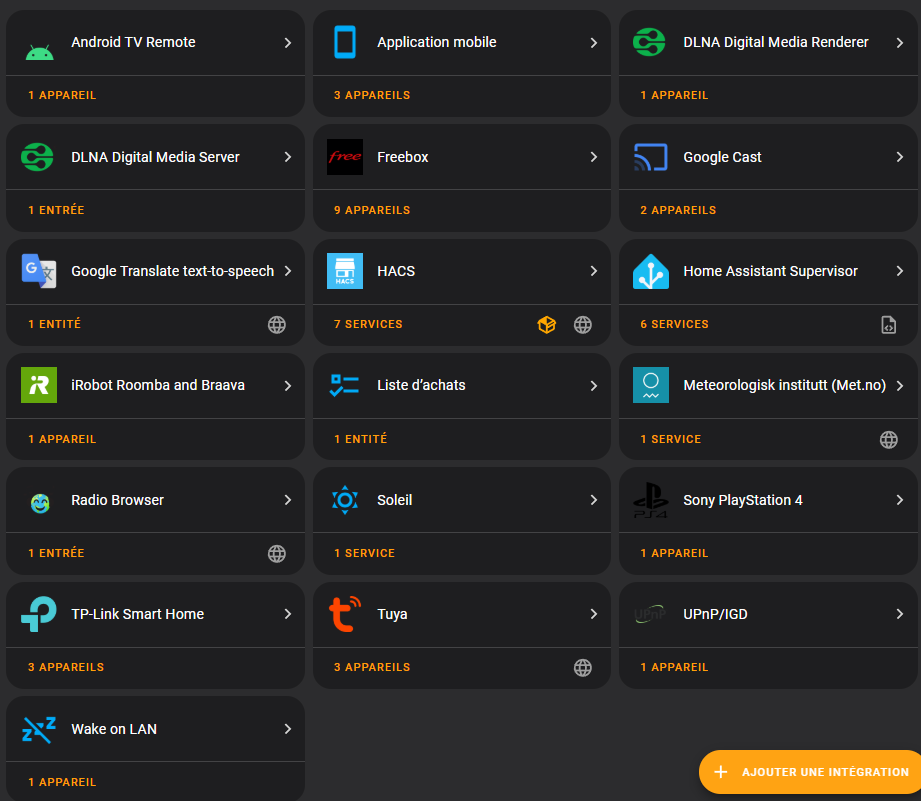 Android TV Remote
1 APPAREIL
Application mobile
3 APPAREILS
DLNA Digital Media Renderer
1 APPAREIL
DLNA Digital Media Server
1 ENTRÉE
free
Freebox
9 APPAREILS
Google Cast
2 APPAREILS
G 文
Google Translate text-to-speech
1 ENTITÉ
HACS
HACS
7 SERVICES
Home Assistant Supervisor
6 SERVICES
iRobot Roomba and Braava
1 APPAREIL
Liste d'achats
1 ENTITÉ
Meteorologisk institutt (Met.no)
1 SERVICE
Radio Browser
1 ENTRÉE
Soleil
1 SERVICE
PS4
Sony PlayStation 4
1 APPAREIL
TP-Link Smart Home
3 APPAREILS
Tuya
3 APPAREILS
UPnP
UPnP/IGD
1 APPAREIL
Wake on LAN
1 APPAREIL
+ AJOUTER UNE INTÉGRATION